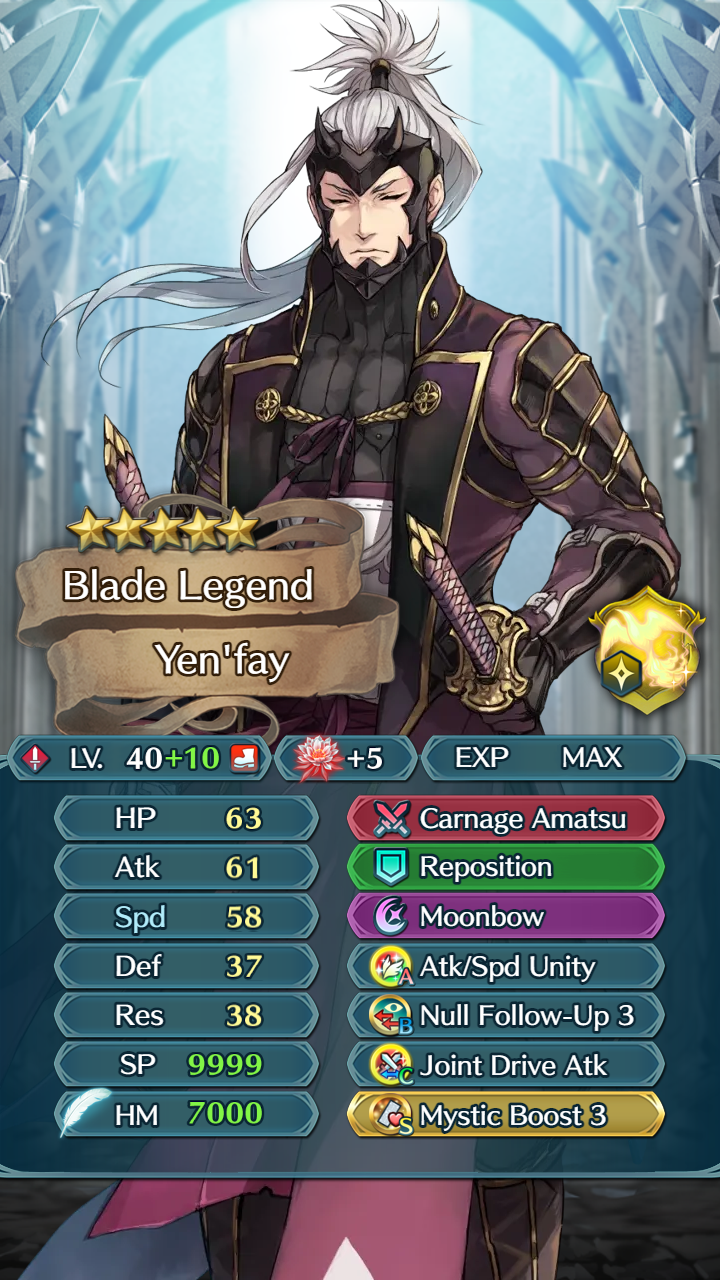 Blade Legend
Yen'fay
LV. 40+10
+5
EXP MAX
HP 63
Atk 61
Spd 58
Def 37
Res 38
SP 9999
HM 7000
Carnage Amatsu
Reposition
Moonbow
A Atk/Spd Unity
B Null Follow-Up 3
C Joint Drive Atk
S Mystic Boost 3